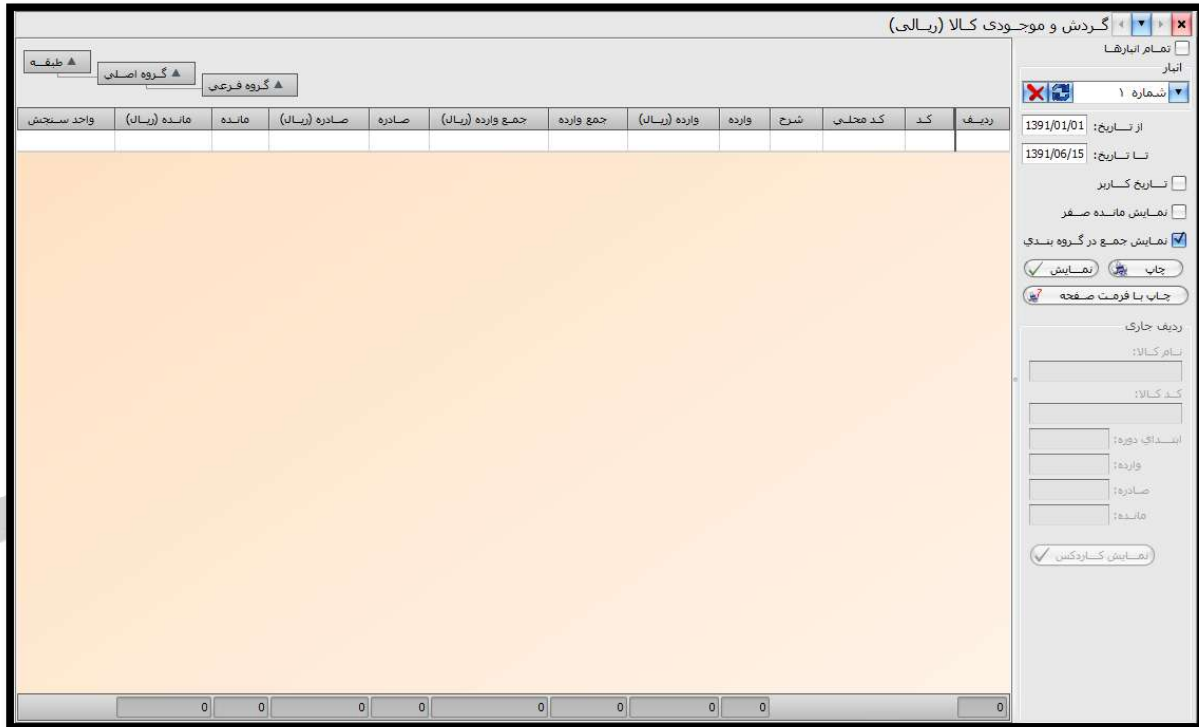 گردش و موجودی کالا (ریالی)
تمام انبارها
انبار
شماره ۱
از تاریخ: 1391/01/01
تا تاریخ: 1391/06/15
تاریخ کاربر
نمایش مانده صفر
نمایش جمع در گروه بندي
چاپ نمایش
چاپ با فرمت صفحه
ردیف جاری
نام کالا:
کد کالا:
ابتداي دوره:
وارده:
صادره:
مانده:
نمایش کاردکس
طبقه
گروه اصلی
گروه فرعی
ردیف کد کد محلی شرح وارده وارده (ریال) جمع وارده جمع وارده (ریال) صادره صادره (ریال) مانده مانده (ریال) واحد سنجش
0 0 0 0 0 0 0 0 0